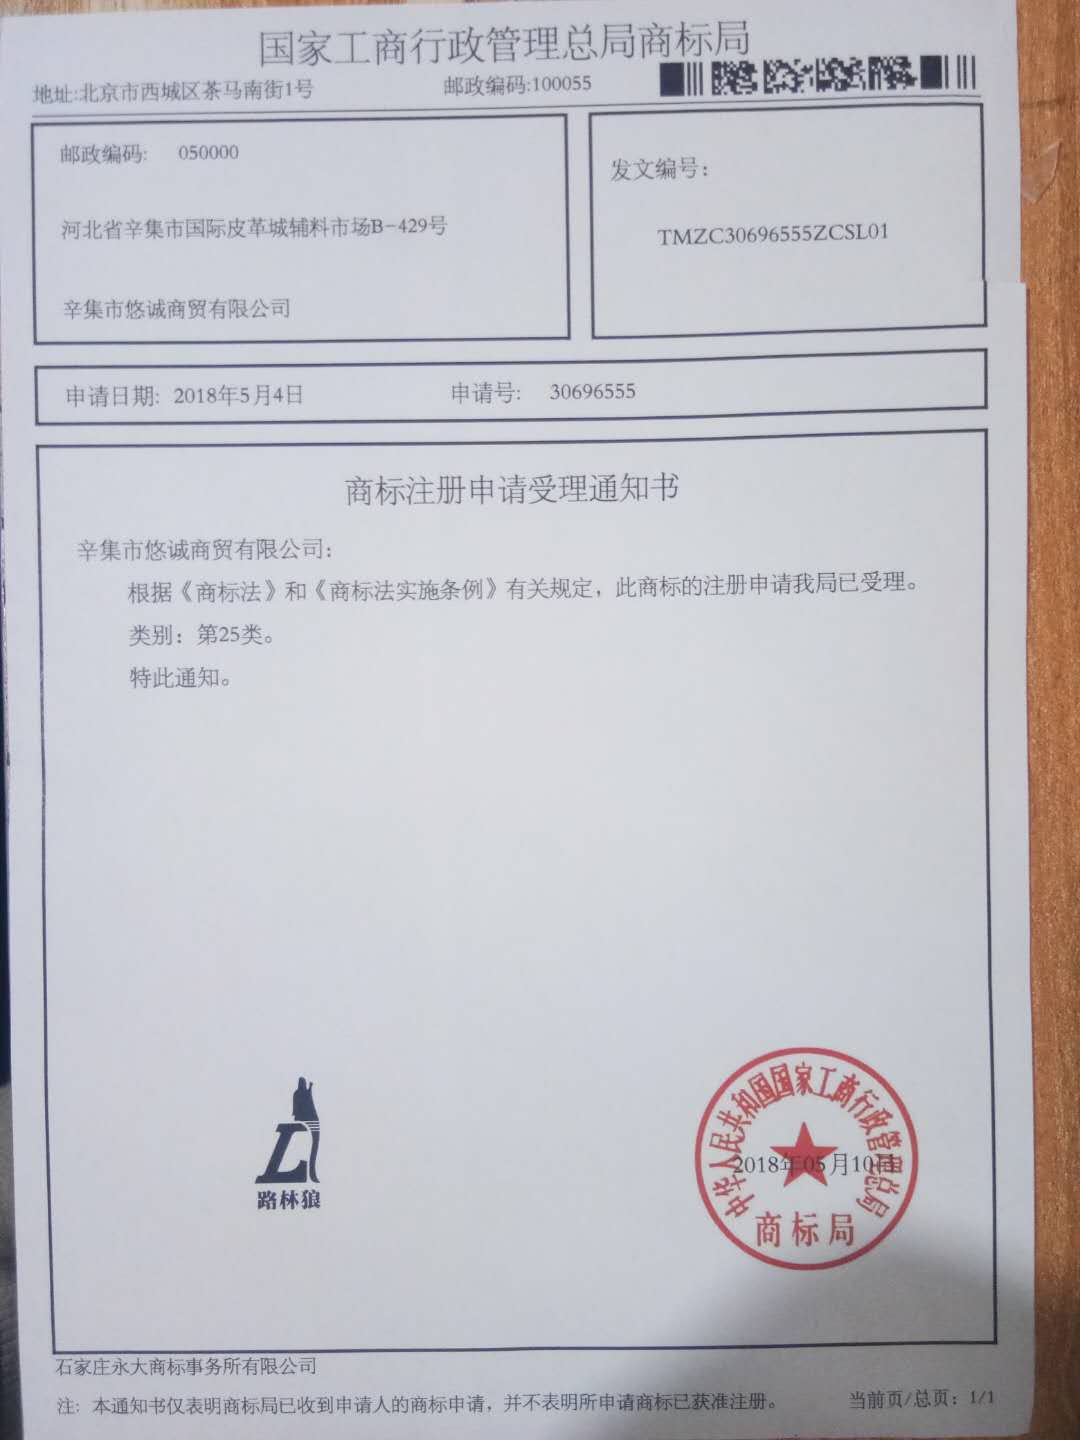 国家工商行政管理总局商标局
地址:北京市西城区茶马南街1号 邮政编码:100055
邮政编码: 050000
河北省辛集市国际皮革城辅料市场B-429号
辛集市悠诚商贸有限公司
发文编号:
TMZC30696555ZCSL01
申请日期: 2018年5月4日 申请号: 30696555
商标注册申请受理通知书
辛集市悠诚商贸有限公司:
根据《商标法》和《商标法实施条例》有关规定，此商标的注册申请我局已受理。
类别: 第25类。
特此通知。
L
路林狼
中华人民共和国国家工商行政管理总局
2018年05月10日
商标局
石家庄永大商标事务所有限公司
注: 本通知书仅表明商标局已收到申请人的商标申请，并不表明所申请商标已获准注册。 当前页/总页: 1/1